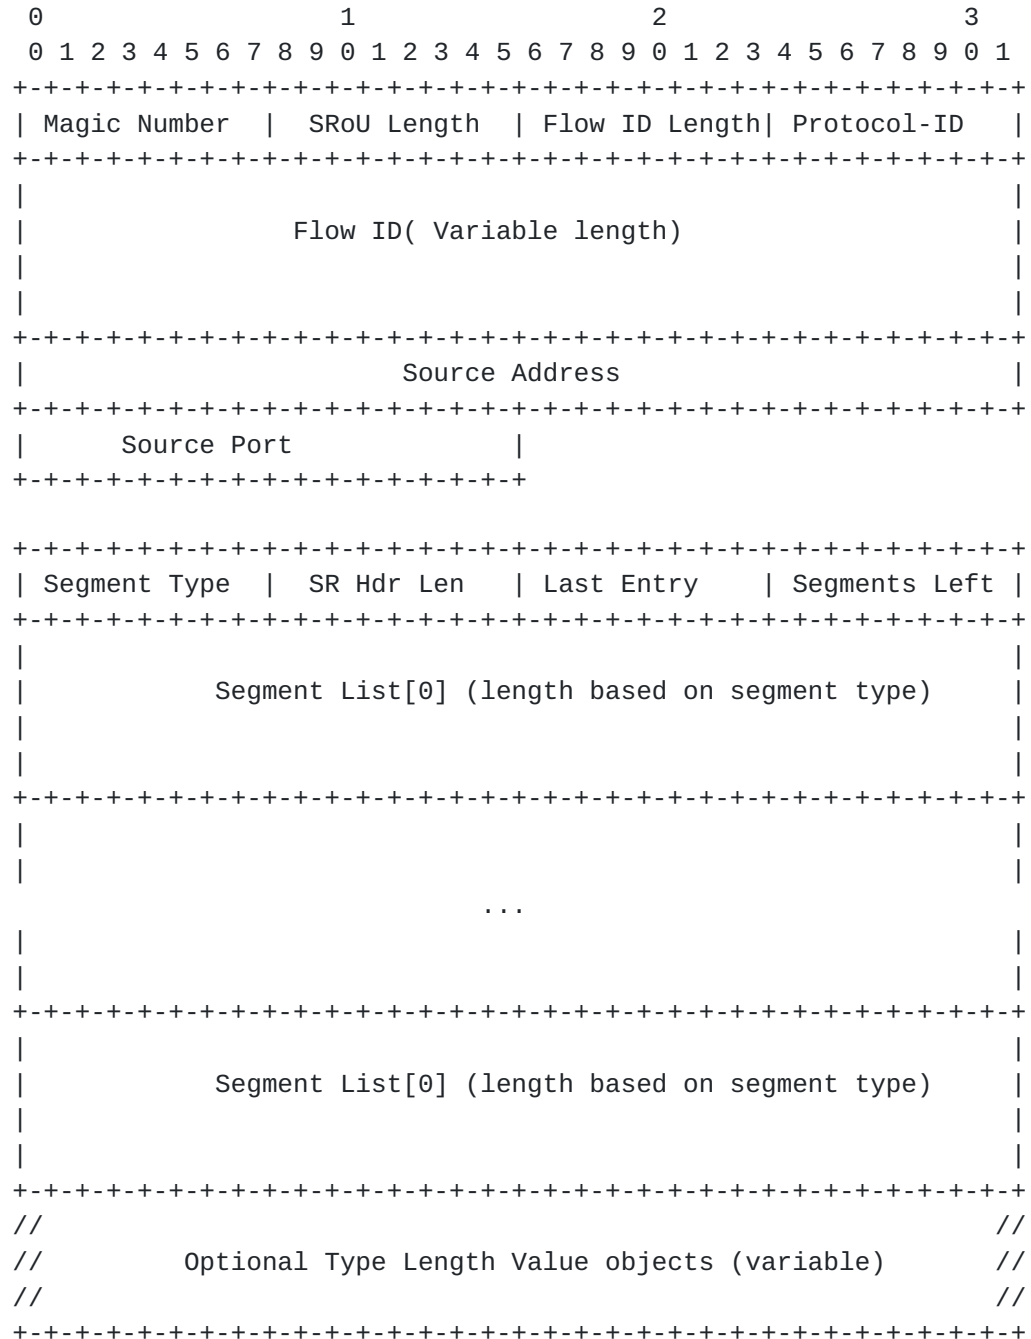 0                   1                   2                   3
 0 1 2 3 4 5 6 7 8 9 0 1 2 3 4 5 6 7 8 9 0 1 2 3 4 5 6 7 8 9 0 1
+-+-+-+-+-+-+-+-+-+-+-+-+-+-+-+-+-+-+-+-+-+-+-+-+-+-+-+-+-+-+-+-+
| Magic Number  |  SRoU Length  | Flow ID Length| Protocol-ID   |
+-+-+-+-+-+-+-+-+-+-+-+-+-+-+-+-+-+-+-+-+-+-+-+-+-+-+-+-+-+-+-+-+
|                                                               |
|                 Flow ID( Variable length)                     |
|                                                               |
|                                                               |
+-+-+-+-+-+-+-+-+-+-+-+-+-+-+-+-+-+-+-+-+-+-+-+-+-+-+-+-+-+-+-+-+
|                        Source Address                         |
+-+-+-+-+-+-+-+-+-+-+-+-+-+-+-+-+-+-+-+-+-+-+-+-+-+-+-+-+-+-+-+-+
|      Source Port              |
+-+-+-+-+-+-+-+-+-+-+-+-+-+-+-+-+

+-+-+-+-+-+-+-+-+-+-+-+-+-+-+-+-+-+-+-+-+-+-+-+-+-+-+-+-+-+-+-+-+
| Segment Type  |  SR Hdr Len   | Last Entry    | Segments Left |
+-+-+-+-+-+-+-+-+-+-+-+-+-+-+-+-+-+-+-+-+-+-+-+-+-+-+-+-+-+-+-+-+
|                                                               |
|            Segment List[0] (length based on segment type)     |
|                                                               |
|                                                               |
+-+-+-+-+-+-+-+-+-+-+-+-+-+-+-+-+-+-+-+-+-+-+-+-+-+-+-+-+-+-+-+-+
|                                                               |
|                                                               |
                              ...
|                                                               |
|                                                               |
+-+-+-+-+-+-+-+-+-+-+-+-+-+-+-+-+-+-+-+-+-+-+-+-+-+-+-+-+-+-+-+-+
|                                                               |
|            Segment List[0] (length based on segment type)     |
|                                                               |
|                                                               |
+-+-+-+-+-+-+-+-+-+-+-+-+-+-+-+-+-+-+-+-+-+-+-+-+-+-+-+-+-+-+-+-+
//                                                             //
//         Optional Type Length Value objects (variable)       //
//                                                             //
+-+-+-+-+-+-+-+-+-+-+-+-+-+-+-+-+-+-+-+-+-+-+-+-+-+-+-+-+-+-+-+-+